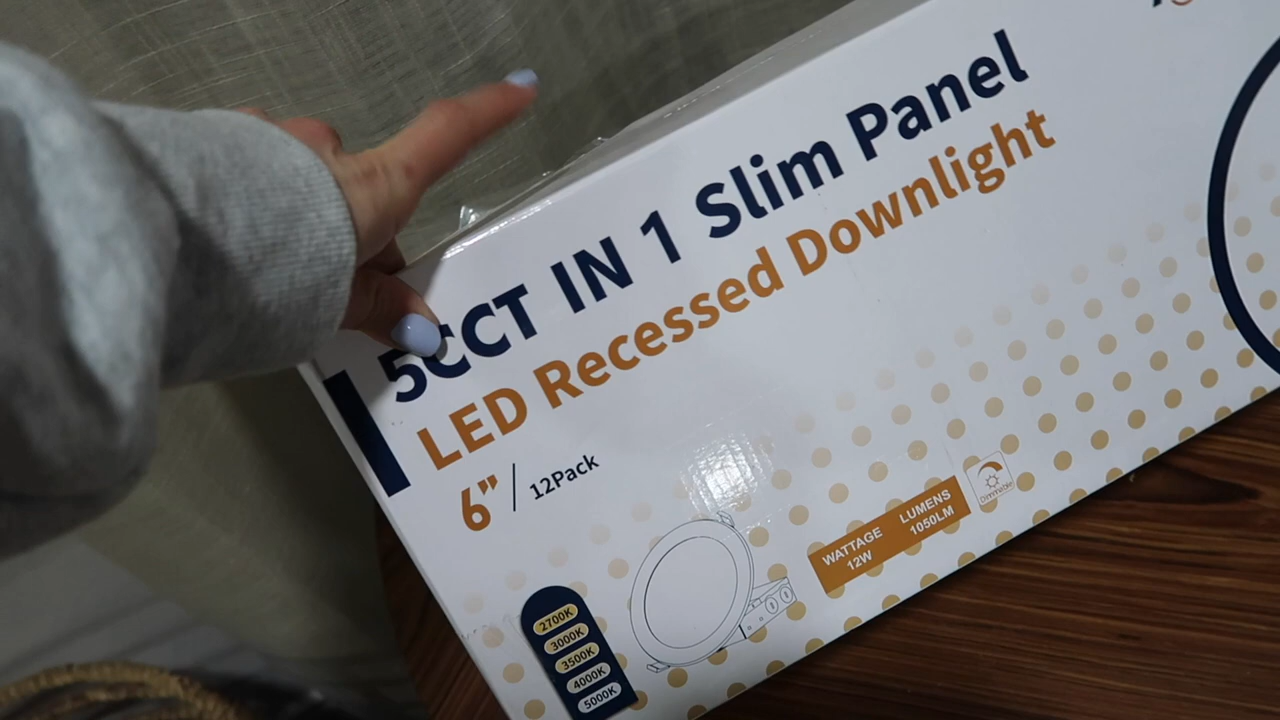 5CCT IN 1 Slim Panel
LED Recessed Downlight
6" / 12Pack
WATTAGE
12W
LUMENS
1050LM
Dimmable
2700K
3000K
3500K
4000K
5000K